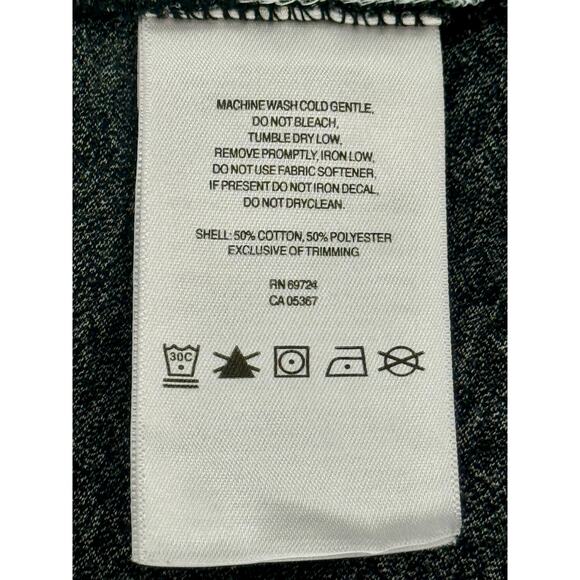 MACHINE WASH COLD GENTLE,
DO NOT BLEACH,
TUMBLE DRY LOW,
REMOVE PROMPTLY, IRON LOW,
DO NOT USE FABRIC SOFTENER,
IF PRESENT DO NOT IRON DECAL,
DO NOT DRYCLEAN.
SHELL: 50% COTTON, 50% POLYESTER
EXCLUSIVE OF TRIMMING
RN 69724
CA 05367
30C